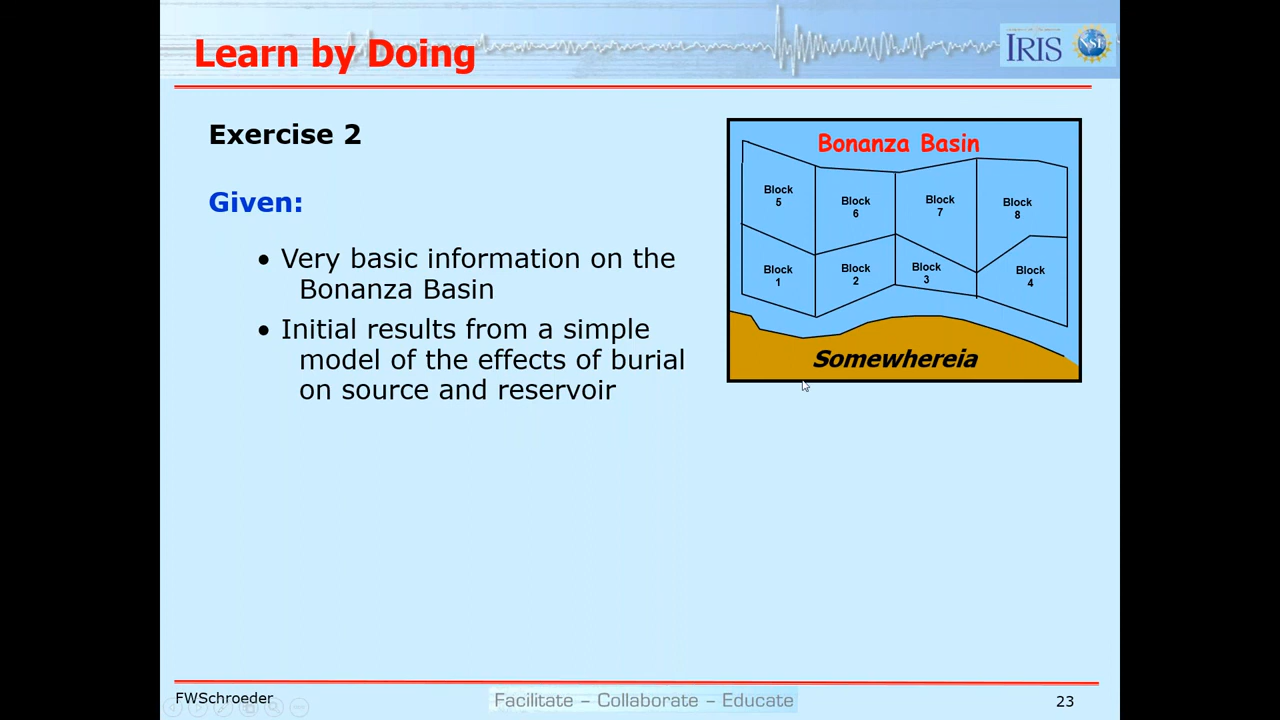 Learn by Doing
IRIS
NSF
Exercise 2
Given:
• Very basic information on the
Bonanza Basin
• Initial results from a simple
model of the effects of burial
on source and reservoir
Bonanza Basin
Block
5
Block
6
Block
7
Block
8
Block
1
Block
2
Block
3
Block
4
Somewhereia
FWSchroeder
Facilitate – Collaborate – Educate
23